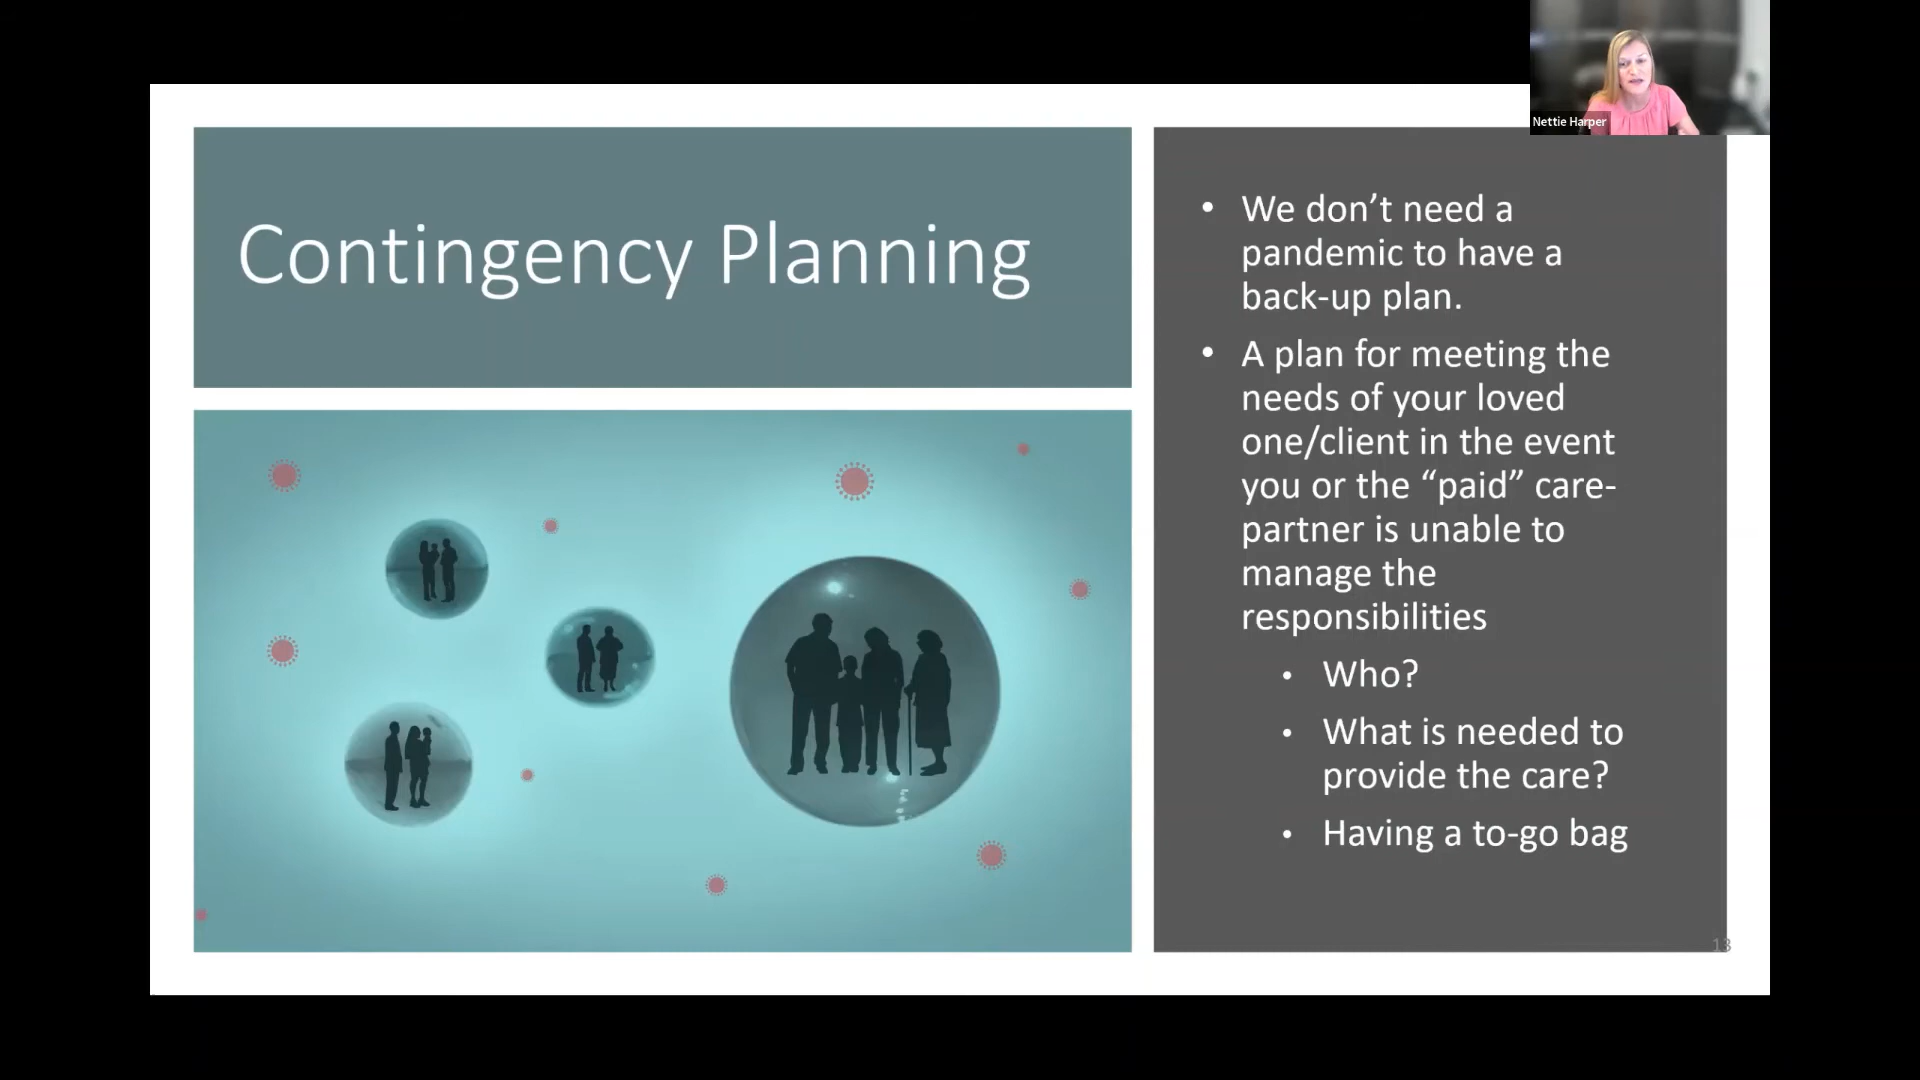 Nettie Harper
Contingency Planning
• We don’t need a
pandemic to have a
back-up plan.
• A plan for meeting the
needs of your loved
one/client in the event
you or the “paid” care-
partner is unable to
manage the
responsibilities
• Who?
• What is needed to
provide the care?
• Having a to-go bag
13